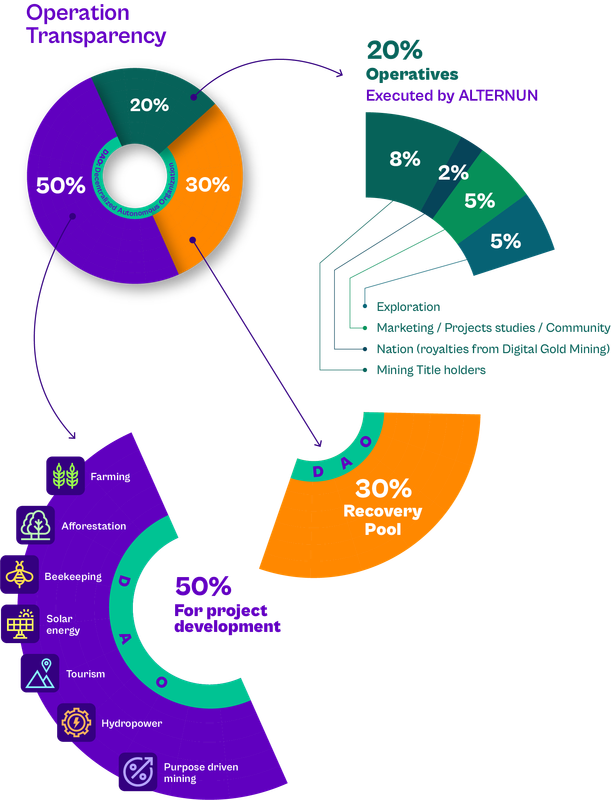 Operation
Transparency
20%
30%
50%
DAO-Decentralized Autonomous Organization
20%
Operatives
Executed by ALTERNUN
8%
2%
5%
5%
Exploration
Marketing / Projects studies / Community
Nation (royalties from Digital Gold Mining)
Mining Title holders
DAO
30%
Recovery
Pool
Farming
Afforestation
Beekeeping
Solar
energy
Tourism
Hydropower
Purpose driven
mining
DAO
50%
For project
development